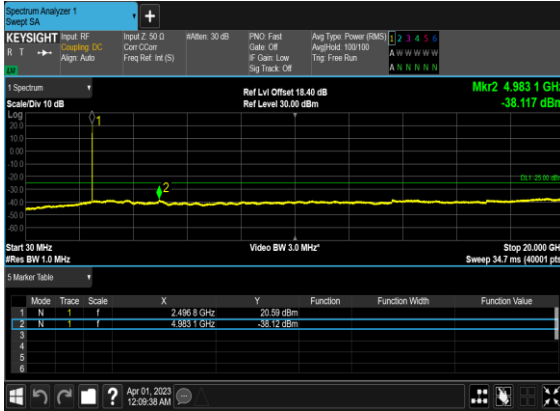 Spectrum Analyzer 1
Swept SA
+
KEYSIGHT Input: RF Input Z: 50 Ω #Atten: 30 dB PNO: Fast Avg Type: Power (RMS) 1 2 3 4 5 6
R T Coupling: DC Corr CCorr Gate: Off Avg|Hold: 100/100 A W W W W W
Align: Auto Freq Ref: Int (S) IF Gain: Low Trig: Free Run
Sig Track: Off A N N N N N
1 Spectrum Ref Lvl Offset 18.40 dB Mkr2 4.983 1 GHz
Scale/Div 10 dB Ref Level 30.00 dBm -38.117 dBm
Log
20.0
10.0
0.00
-10.0
-20.0
-30.0
-40.0
-50.0
-60.0
1
2
DL1 -25.00 dBm
Start 30 MHz Video BW 3.0 MHz* Stop 20.000 GHz
#Res BW 1.0 MHz Sweep 34.7 ms (40001 pts)
5 Marker Table
Mode Trace Scale X Y Function Function Width Function Value
1 N 1 f 2.496 8 GHz 20.59 dBm
2 N 1 f 4.983 1 GHz -38.12 dBm
3
4
5
6
? Apr 01, 2023
12:09:38 AM